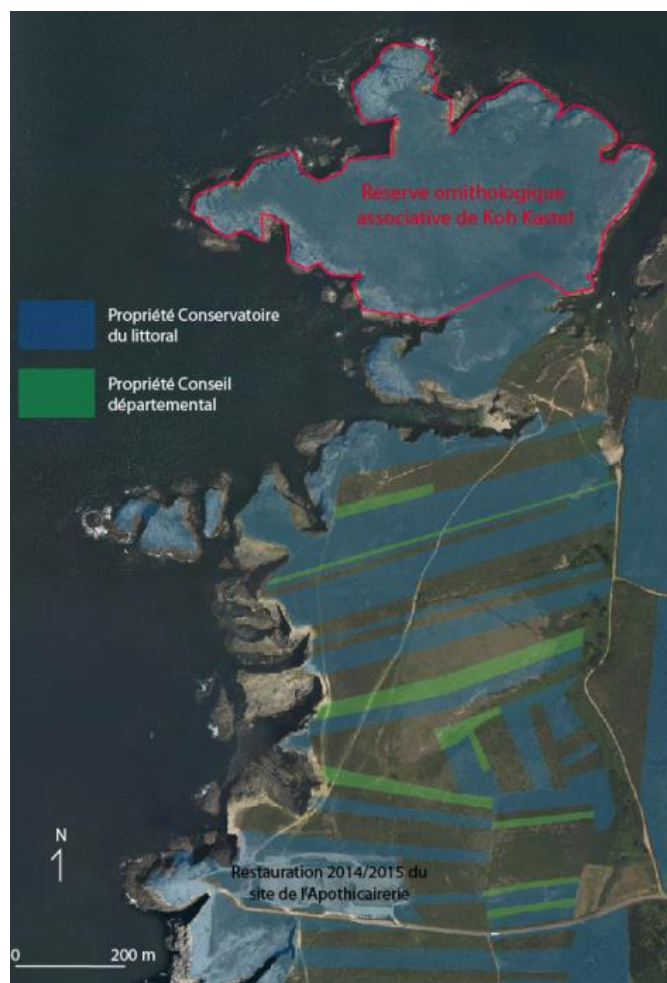 Réserve ornithologique
associative de Koh Kastel
Propriété Conservatoire
du littoral
Propriété Conseil
départemental
N
Restauration 2014/2015 du
site de l'Apothicairerie
0 200 m